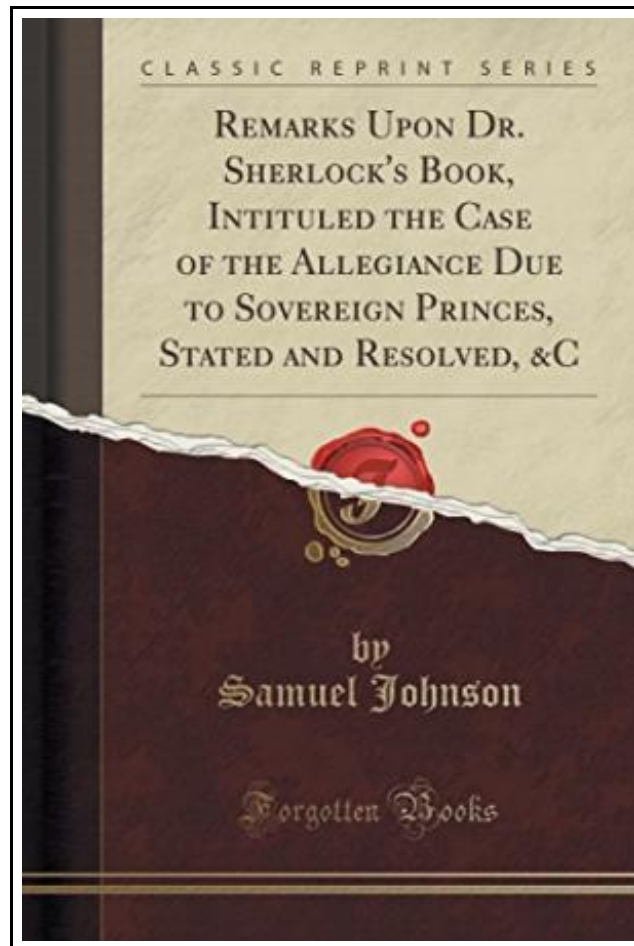 CLASSIC REPRINT SERIES
REMARKS UPON DR.
SHERLOCK'S BOOK,
INTITULED THE CASE
OF THE ALLEGIANCE DUE
TO SOVEREIGN PRINCES,
STATED AND RESOLVED, &C
by
Samuel Johnson
Forgotten Books